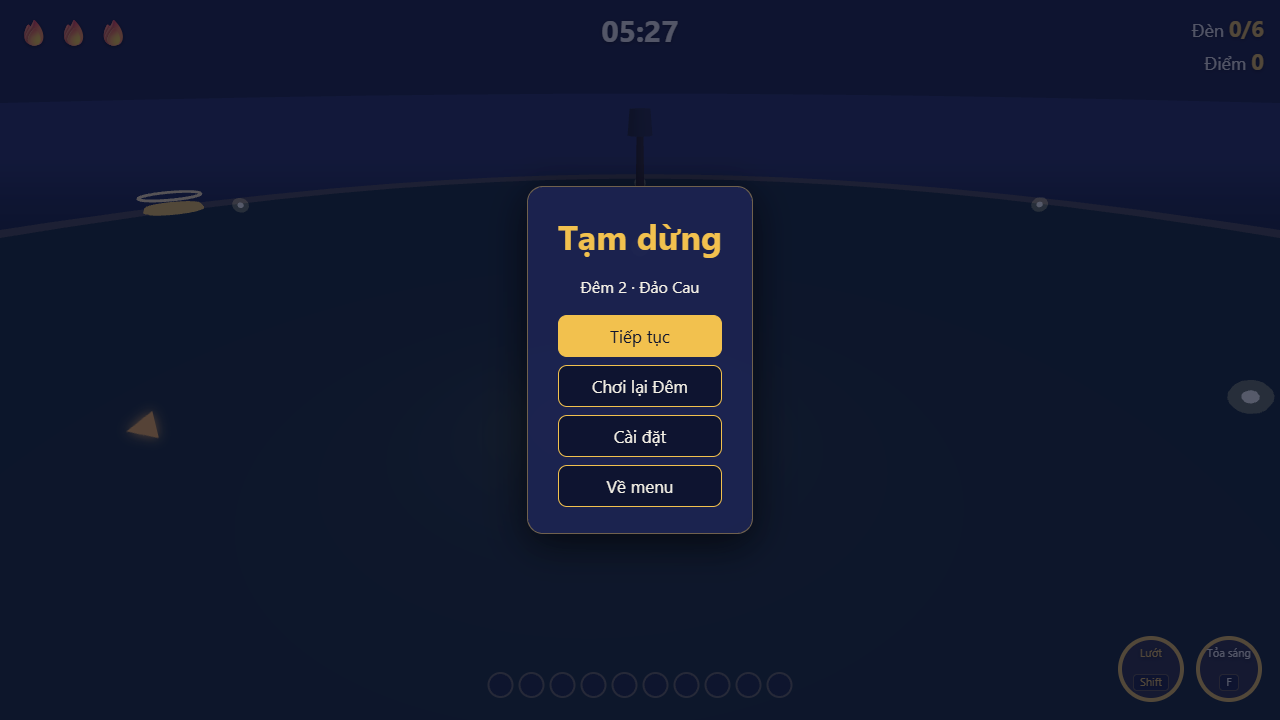 05:27
Đèn 0/6
Điểm 0
Tạm dừng
Đêm 2 · Đảo Cau
Tiếp tục
Chơi lại Đêm
Cài đặt
Về menu
Lướt
Shift
Tỏa sáng
F